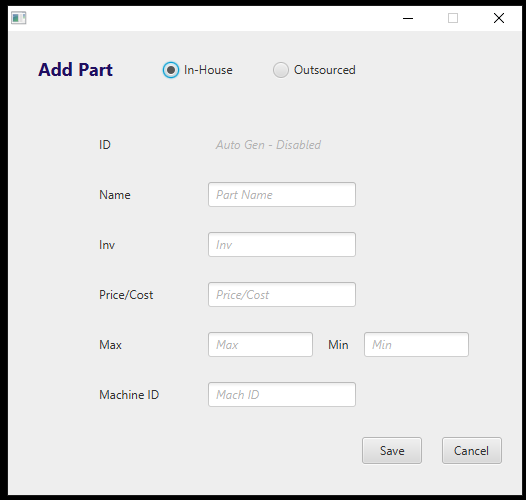 Add Part In-House Outsourced
ID Auto Gen - Disabled
Name Part Name
Inv Inv
Price/Cost Price/Cost
Max Max Min Min
Machine ID Mach ID
Save Cancel